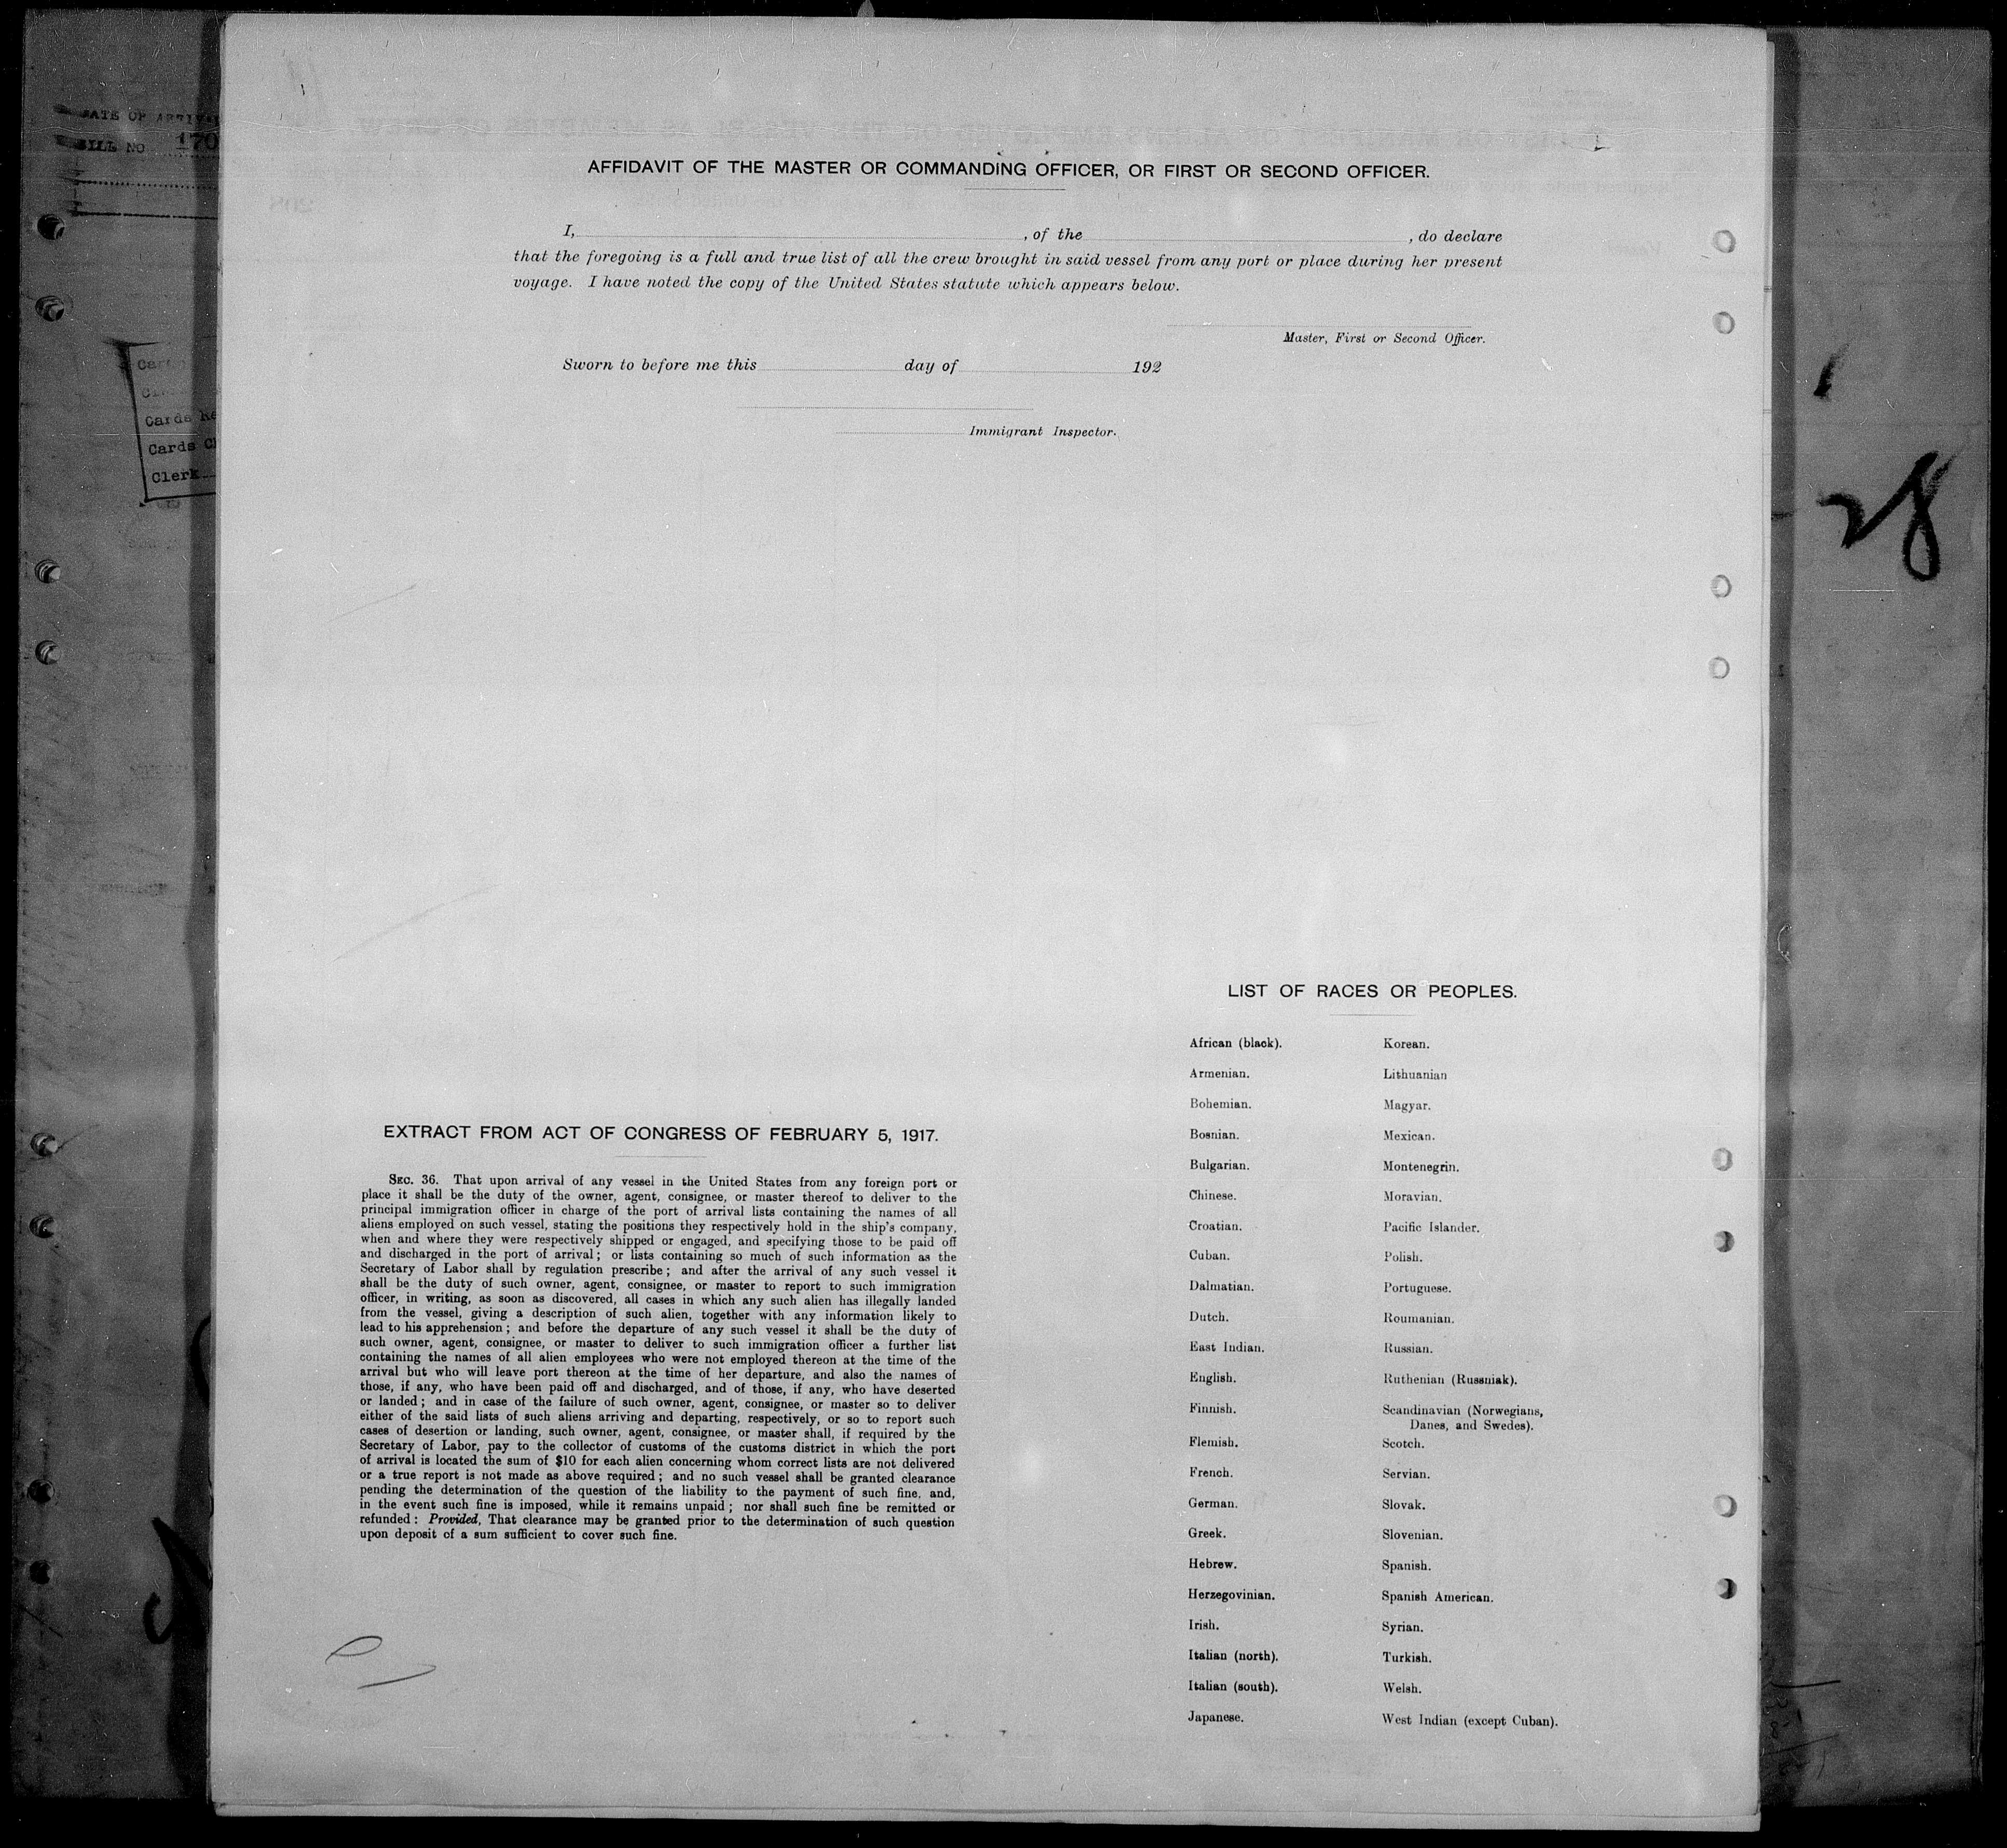 DATE OF
BILL NO 170
Cards
Cards
Clerk
28
AFFIDAVIT OF THE MASTER OR COMMANDING OFFICER, OR FIRST OR SECOND OFFICER.
I, , of the , do declare
that the foregoing is a full and true list of all the crew brought in said vessel from any port or place during her present
voyage. I have noted the copy of the United States statute which appears below.
Master, First or Second Officer.
Sworn to before me this day of 192
Immigrant Inspector.
EXTRACT FROM ACT OF CONGRESS OF FEBRUARY 5, 1917.
SEC. 36. That upon arrival of any vessel in the United States from any foreign port or
place it shall be the duty of the owner, agent, consignee, or master thereof to deliver to the
principal immigration officer in charge of the port of arrival lists containing the names of all
aliens employed on such vessel, stating the positions they respectively hold in the ship's company,
when and where they were respectively shipped or engaged, and specifying those to be paid off
and discharged in the port of arrival; or lists containing so much of such information as the
Secretary of Labor shall by regulation prescribe; and after the arrival of any such vessel it
shall be the duty of such owner, agent, consignee, or master to report to such immigration
officer, in writing, as soon as discovered, all cases in which any such alien has illegally landed
from the vessel, giving a description of such alien, together with any information likely to
lead to his apprehension; and before the departure of any such vessel it shall be the duty of
such owner, agent, consignee, or master to deliver to such immigration officer a further list
containing the names of all alien employees who were not employed thereon at the time of the
arrival but who will leave port thereon at the time of her departure, and also the names of
those, if any, who have been paid off and discharged, and of those, if any, who have deserted
or landed; and in case of the failure of such owner, agent, consignee, or master so to deliver
either of the said lists of such aliens arriving and departing, respectively, or so to report such
cases of desertion or landing, such owner, agent, consignee, or master shall, if required by the
Secretary of Labor, pay to the collector of customs of the customs district in which the port
of arrival is located the sum of $10 for each alien concerning whom correct lists are not delivered
or a true report is not made as above required; and no such vessel shall be granted clearance
pending the determination of the question of the liability to the payment of such fine, and,
in the event such fine is imposed, while it remains unpaid; nor shall such fine be remitted or
refunded: Provided, That clearance may be granted prior to the determination of such question
upon deposit of a sum sufficient to cover such fine.
LIST OF RACES OR PEOPLES.
African (black).
Armenian.
Bohemian.
Bosnian.
Bulgarian.
Chinese.
Croatian.
Cuban.
Dalmatian.
Dutch.
East Indian.
English.
Finnish.
Flemish.
French.
German.
Greek.
Hebrew.
Herzegovinian.
Irish.
Italian (north).
Italian (south).
Japanese.
Korean.
Lithuanian
Magyar.
Mexican.
Montenegrin.
Moravian.
Pacific Islander.
Polish.
Portuguese.
Roumanian.
Russian.
Ruthenian (Russniak).
Scandinavian (Norwegians,
Danes, and Swedes).
Scotch.
Servian.
Slovak.
Slovenian.
Spanish.
Spanish American.
Syrian.
Turkish.
Welsh.
West Indian (except Cuban).